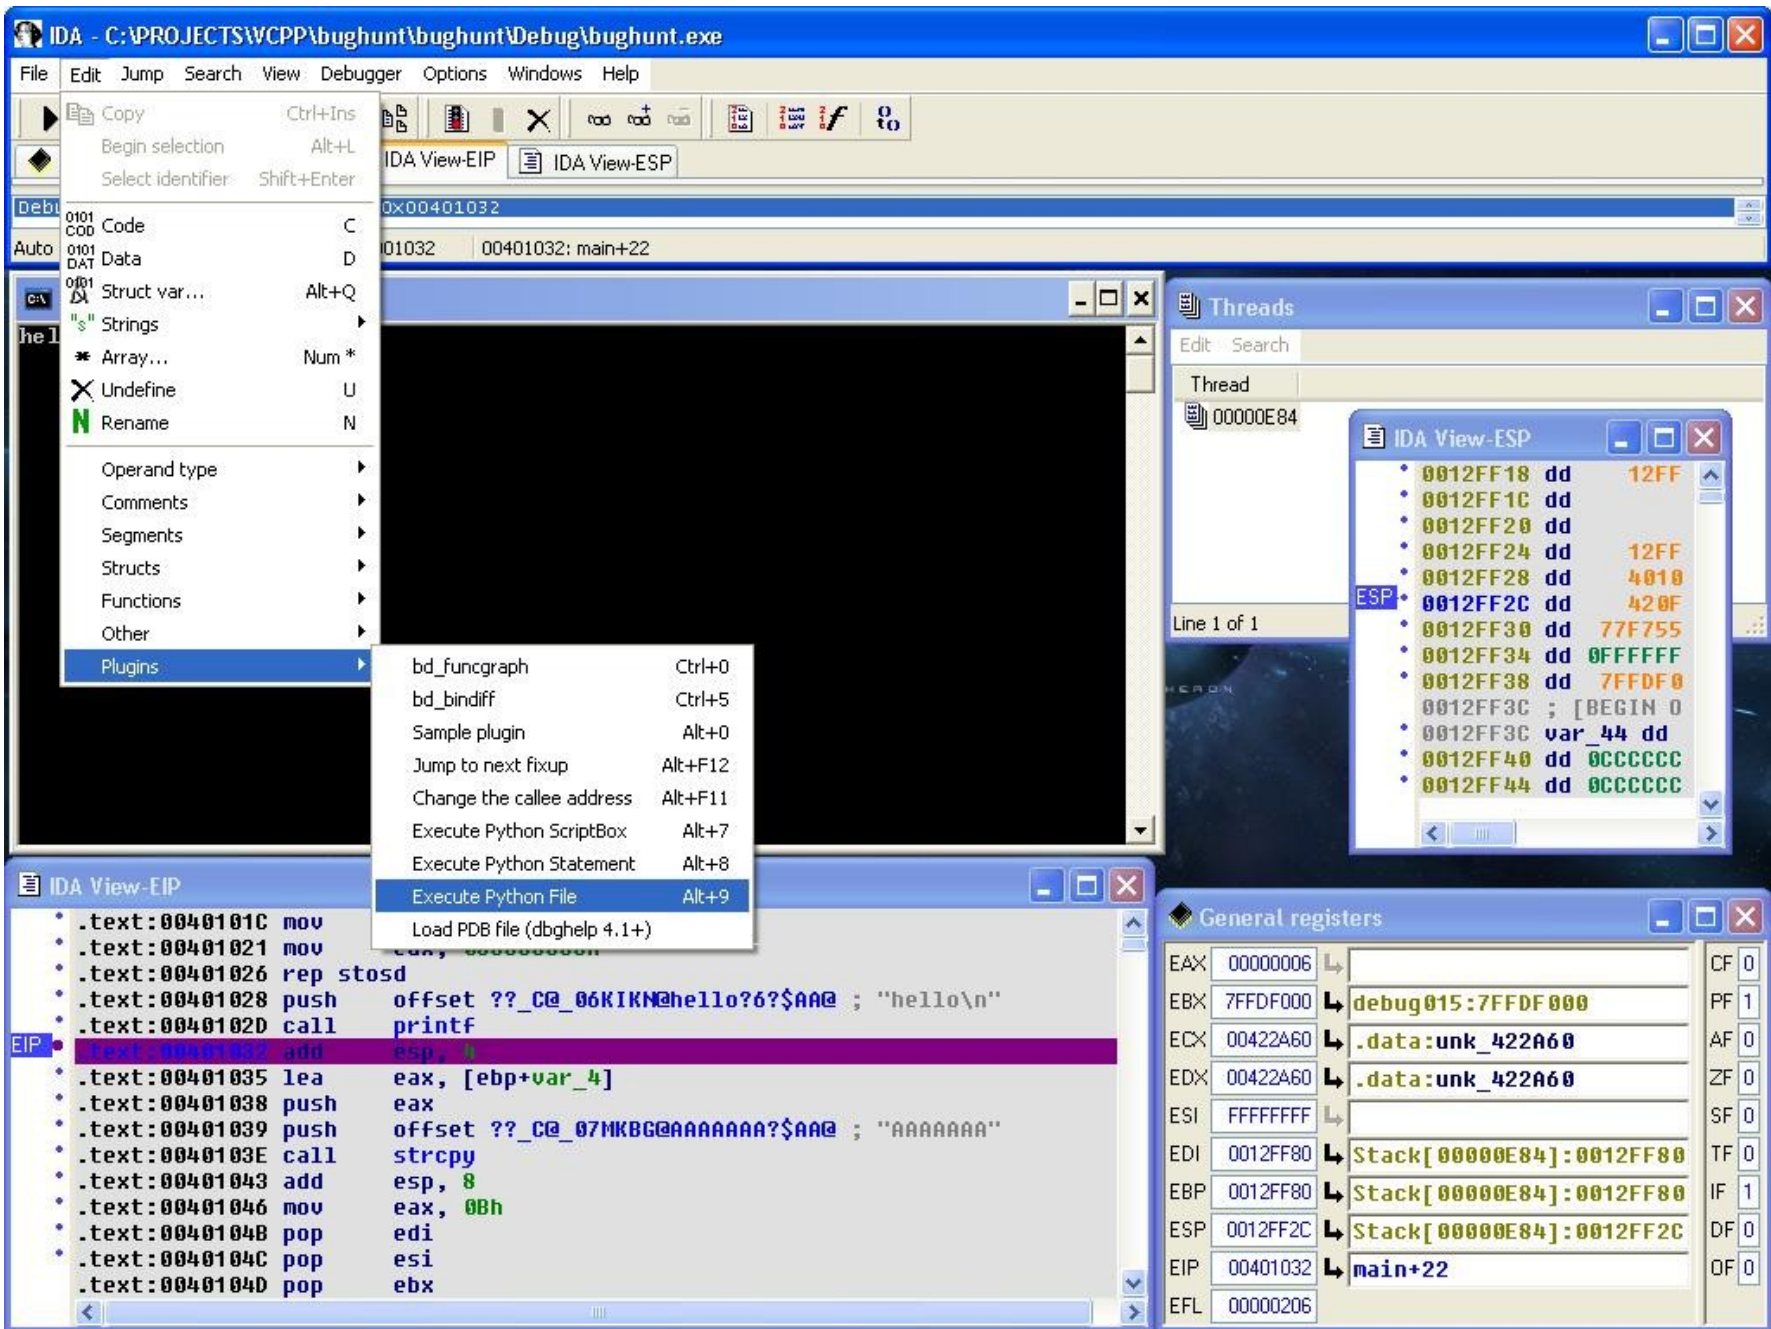 IDA - C:\PROJECTS\VCPP\bughunt\bughunt\Debug\bughunt.exe
File Edit Jump Search View Debugger Options Windows Help
IDA View-EIP IDA View-ESP
0x00401032
Auto 01032 00401032: main+22
Copy Ctrl+Ins
Begin selection Alt+L
Select identifier Shift+Enter
0101 COD Code C
0101 DAT Data D
Struct var... Alt+Q
"s" Strings
Array... Num *
Undefine U
N Rename N
Operand type
Comments
Segments
Structs
Functions
Other
Plugins
bd_funcgraph Ctrl+0
bd_bindiff Ctrl+5
Sample plugin Alt+0
Jump to next fixup Alt+F12
Change the callee address Alt+F11
Execute Python ScriptBox Alt+7
Execute Python Statement Alt+8
Execute Python File Alt+9
Load PDB file (dbghelp 4.1+)
C:\
hel
Threads
Edit Search
Thread
00000E84
Line 1 of 1
IDA View-ESP
0012FF18 dd 12FF
0012FF1C dd
0012FF20 dd
0012FF24 dd 12FF
0012FF28 dd 4010
ESP 0012FF2C dd 420F
0012FF30 dd 77F755
0012FF34 dd 0FFFFFF
0012FF38 dd 7FFDF0
0012FF3C ; [BEGIN O
0012FF3C var_44 dd
0012FF40 dd 0CCCCCC
0012FF44 dd 0CCCCCC
IDA View-EIP
.text:0040101C mov
.text:00401021 mov
.text:00401026 rep stosd
.text:00401028 push offset ??_C@_06KIKN@hello?6?$AA@ ; "hello\n"
.text:0040102D call printf
EIP .text:00401032 add esp, 4
.text:00401035 lea eax, [ebp+var_4]
.text:00401038 push eax
.text:00401039 push offset ??_C@_07MKBG@AAAAAAA?$AA@ ; "AAAAAAA"
.text:0040103E call strcpy
.text:00401043 add esp, 8
.text:00401046 mov eax, 0Bh
.text:0040104B pop edi
.text:0040104C pop esi
.text:0040104D pop ebx
General registers
EAX 00000006 CF 0
EBX 7FFDF000 debug015:7FFDF000 PF 1
ECX 00422A60 .data:unk_422A60 AF 0
EDX 00422A60 .data:unk_422A60 ZF 0
ESI FFFFFFFF SF 0
EDI 0012FF80 Stack[00000E84]:0012FF80 TF 0
EBP 0012FF80 Stack[00000E84]:0012FF80 IF 1
ESP 0012FF2C Stack[00000E84]:0012FF2C DF 0
EIP 00401032 main+22 OF 0
EFL 00000206